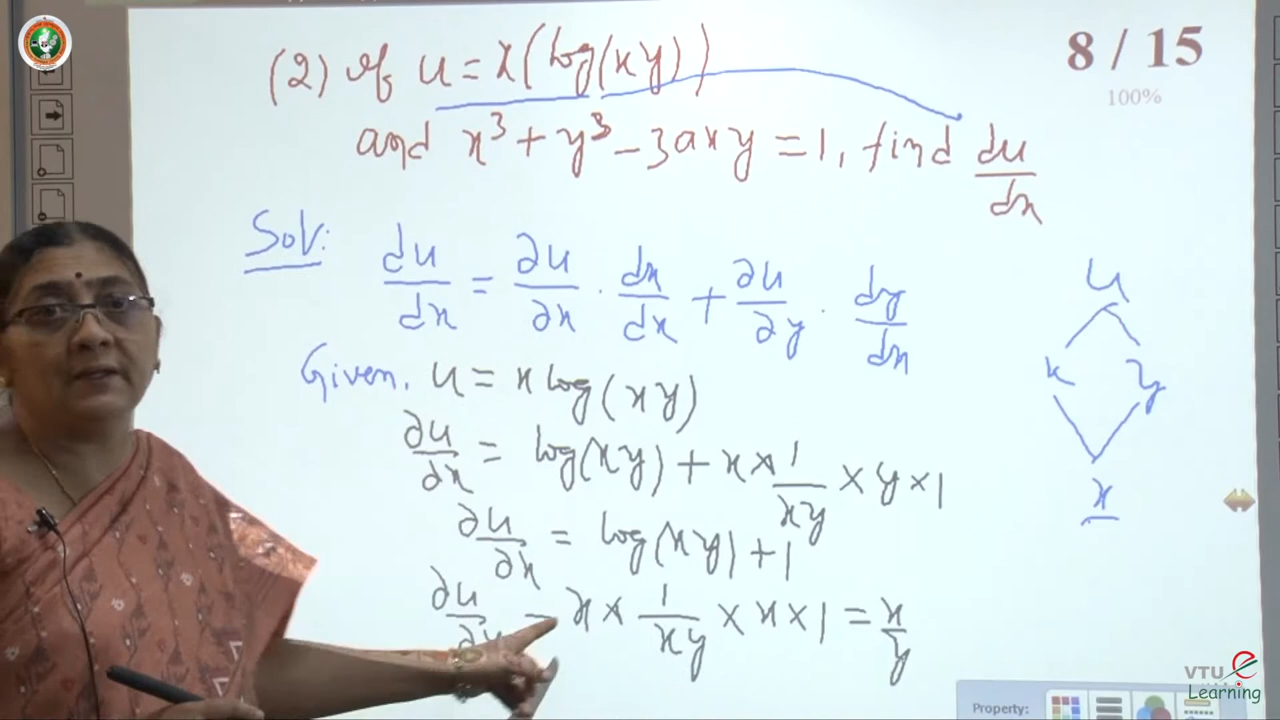 (2) If u = x(log(xy))
8 / 15
100%
and x³ + y³ - 3axy = 1, find du/dx
Sol:
du/dx = ∂u/∂x · dx/dx + ∂u/∂y · dy/dx
u
Given, u = x log(xy)
x y
∂u/∂x = log(xy) + x × 1/xy × y × 1
x
∂u/∂x = log(xy) + 1
∂u/∂y = x × 1/xy × x × 1 = x/y
VTU e
Learning
Property: